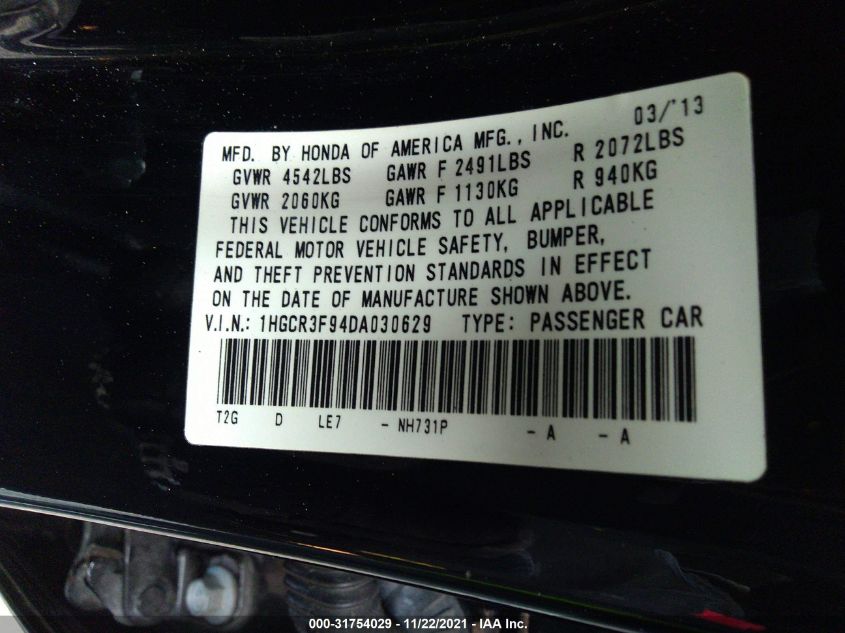 03/'13
MFD. BY HONDA OF AMERICA MFG., INC.
GVWR 4542LBS GAWR F 2491LBS R 2072LBS
GVWR 2060KG GAWR F 1130KG R 940KG
THIS VEHICLE CONFORMS TO ALL APPLICABLE
FEDERAL MOTOR VEHICLE SAFETY, BUMPER,
AND THEFT PREVENTION STANDARDS IN EFFECT
ON THE DATE OF MANUFACTURE SHOWN ABOVE.
V.I.N.: 1HGCR3F94DA030629 TYPE: PASSENGER CAR
T2G D LE7 - NH731P - A - A
000-31754029 - 11/22/2021 - IAA Inc.